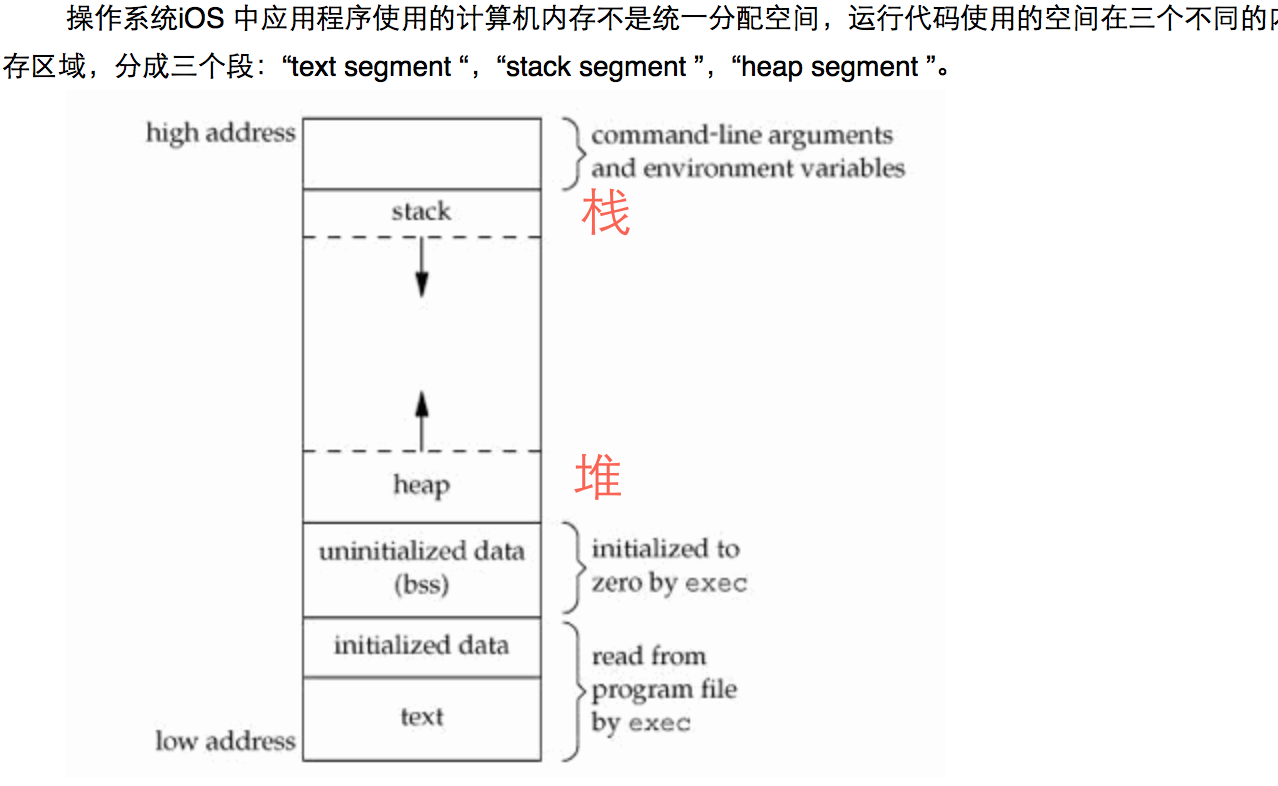 操作系统iOS 中应用程序使用的计算机内存不是统一分配空间，运行代码使用的空间在三个不同的内
存区域，分成三个段：“text segment “，“stack segment ”，“heap segment ”。
high address
command-line arguments
and environment variables
stack
栈
heap
堆
uninitialized data
(bss)
initialized to
zero by exec
initialized data
read from
program file
by exec
text
low address